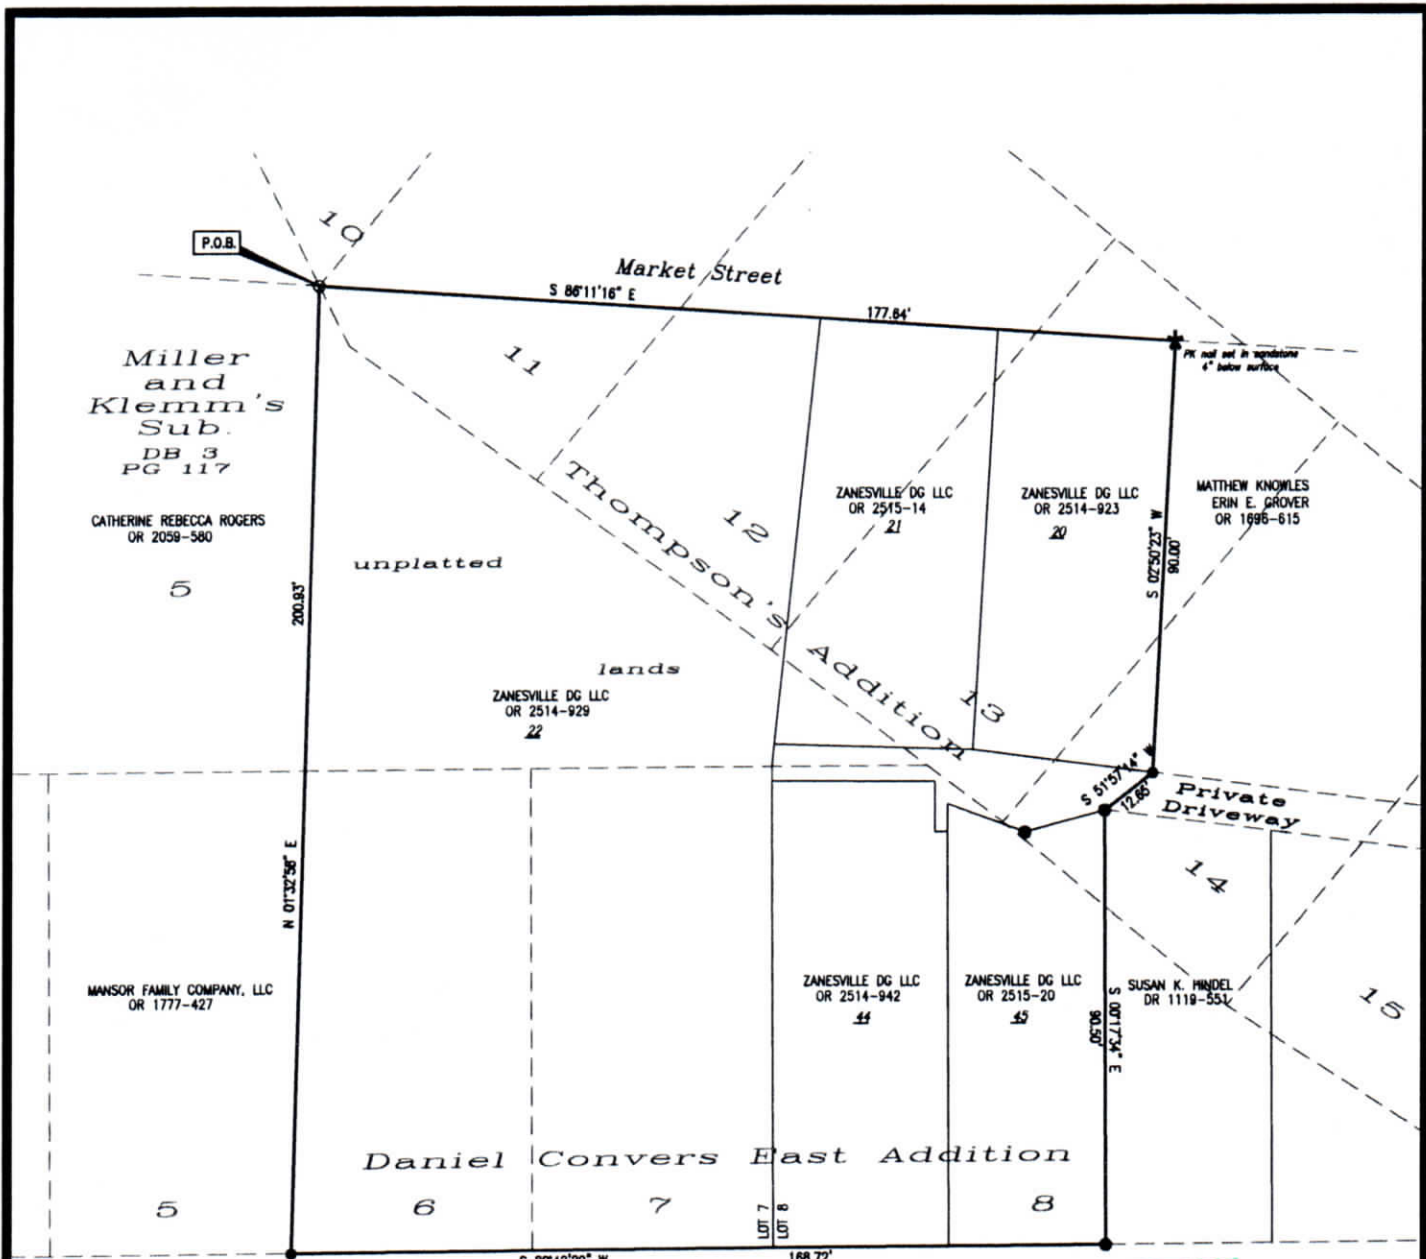 10
P.O.B.
Market Street
S 86°11'16" E
177.64'
PK nail set in sandstone
4" below surface
11
Miller
and
Klemm's
Sub.
DB 3
PG 117
CATHERINE REBECCA ROGERS
OR 2059-580
5
unplatted
lands
200.93'
Thompson's Addition
12
ZANESVILLE DG LLC
OR 2515-14
21
ZANESVILLE DG LLC
OR 2514-923
20
MATTHEW KNOWLES
ERIN E. GROVER
OR 1696-615
S 02°50'23" W
90.00'
ZANESVILLE DG LLC
OR 2514-929
22
13
S 51°57'14" W
12.65'
Private
Driveway
N 01°32'58" E
14
MANSOR FAMILY COMPANY, LLC
OR 1777-427
ZANESVILLE DG LLC
OR 2514-942
44
ZANESVILLE DG LLC
OR 2515-20
45
S 00°17'34" E
90.50'
SUSAN K. HINDEL
DR 1119-551
15
Daniel Convers East Addition
5
6
7
LOT 7
LOT 8
8
168.72'